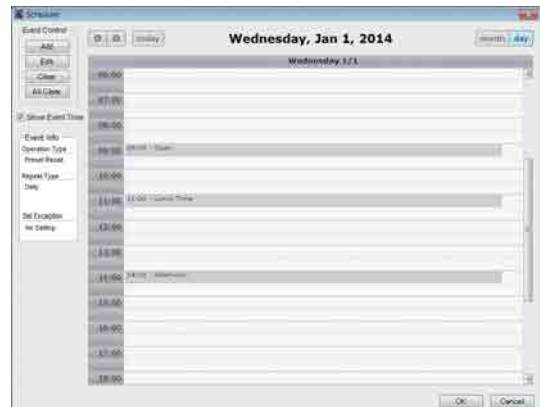 Scheduler
Event Control
Add
Edit
Clear
All Clear
Show Event Time
Event Info
Operation Type
Preset Recall
Repeat Type
Daily
Set Exception
No Setting
today
Wednesday, Jan 1, 2014
month day
Wednesday 1/1
06:00
07:00
08:00
09:00 09:00 - Open
10:00
11:00 11:00 - Lunch Time
12:00
13:00
14:00 14:00 - Afternoon
15:00
16:00
17:00
18:00
OK Cancel